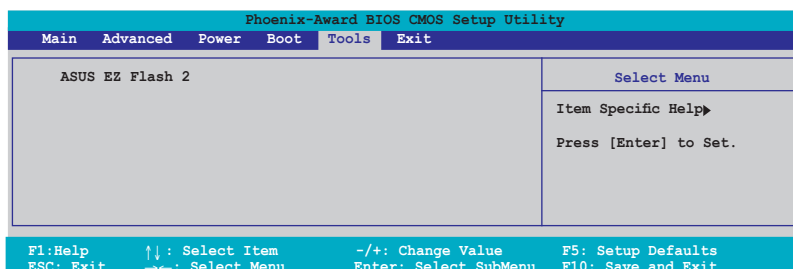 Phoenix-Award BIOS CMOS Setup Utility
Main Advanced Power Boot Tools Exit
ASUS EZ Flash 2
Select Menu
Item Specific Help▶
Press [Enter] to Set.
F1:Help ↑↓: Select Item -/+: Change Value F5: Setup Defaults
ESC: Exit →←: Select Menu Enter: Select SubMenu F10: Save and Exit